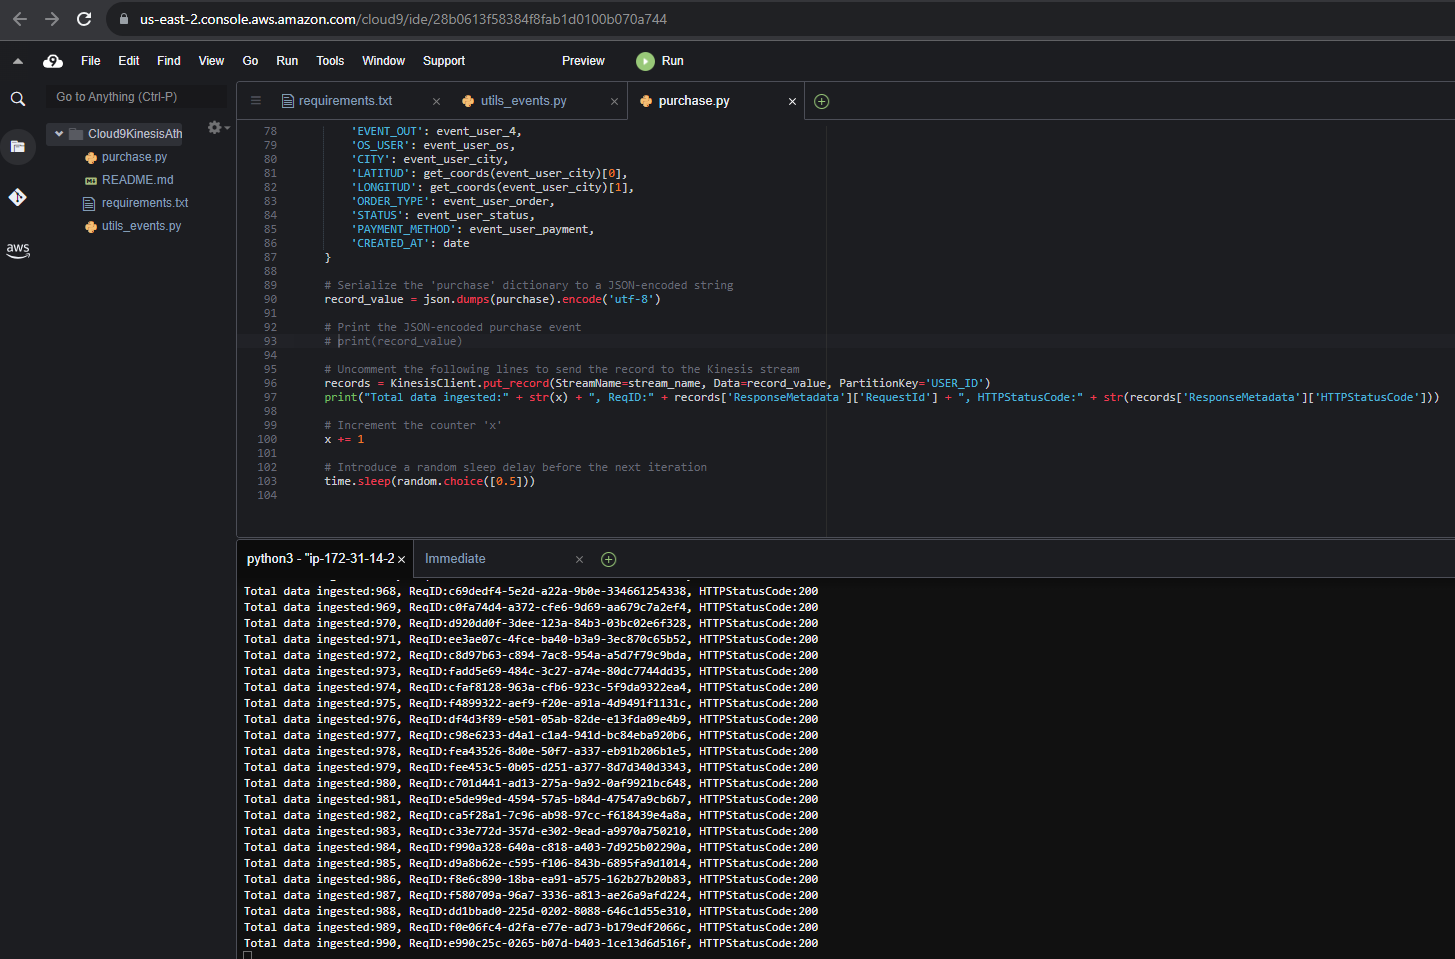 us-east-2.console.aws.amazon.com/cloud9/ide/28b0613f58384f8fab1d0100b070a744
9 File Edit Find View Go Run Tools Window Support Preview Run
Go to Anything (Ctrl-P)
requirements.txt utils_events.py purchase.py
Cloud9KinesisAth
purchase.py
README.md
requirements.txt
utils_events.py
aws
78 'EVENT_OUT': event_user_4,
79 'OS_USER': event_user_os,
80 'CITY': event_user_city,
81 'LATITUD': get_coords(event_user_city)[0],
82 'LONGITUD': get_coords(event_user_city)[1],
83 'ORDER_TYPE': event_user_order,
84 'STATUS': event_user_status,
85 'PAYMENT_METHOD': event_user_payment,
86 'CREATED_AT': date
87 }
88
89 # Serialize the 'purchase' dictionary to a JSON-encoded string
90 record_value = json.dumps(purchase).encode('utf-8')
91
92 # Print the JSON-encoded purchase event
93 # print(record_value)
94
95 # Uncomment the following lines to send the record to the Kinesis stream
96 records = KinesisClient.put_record(StreamName=stream_name, Data=record_value, PartitionKey='USER_ID')
97 print("Total data ingested:" + str(x) + ", ReqID:" + records['ResponseMetadata']['RequestId'] + ", HTTPStatusCode:" + str(records['ResponseMetadata']['HTTPStatusCode']))
98
99 # Increment the counter 'x'
100 x += 1
101
102 # Introduce a random sleep delay before the next iteration
103 time.sleep(random.choice([0.5]))
104
python3 - "ip-172-31-14-2 Immediate
Total data ingested:968, ReqID:c69dedf4-5e2d-a22a-9b0e-334661254338, HTTPStatusCode:200
Total data ingested:969, ReqID:c0fa74d4-a372-cfe6-9d69-aa679c7a2ef4, HTTPStatusCode:200
Total data ingested:970, ReqID:d920dd0f-3dee-123a-84b3-03bc02e6f328, HTTPStatusCode:200
Total data ingested:971, ReqID:ee3ae07c-4fce-ba40-b3a9-3ec870c65b52, HTTPStatusCode:200
Total data ingested:972, ReqID:c8d97b63-c894-7ac8-954a-a5d7f79c9bda, HTTPStatusCode:200
Total data ingested:973, ReqID:fadd5e69-484c-3c27-a74e-80dc7744dd35, HTTPStatusCode:200
Total data ingested:974, ReqID:cfaf8128-963a-cfb6-923c-5f9da9322ea4, HTTPStatusCode:200
Total data ingested:975, ReqID:f4899322-aef9-f20e-a91a-4d9491f1131c, HTTPStatusCode:200
Total data ingested:976, ReqID:df4d3f89-e501-05ab-82de-e13fda09e4b9, HTTPStatusCode:200
Total data ingested:977, ReqID:c98e6233-d4a1-c1a4-941d-bc84eba920b6, HTTPStatusCode:200
Total data ingested:978, ReqID:fea43526-8d0e-50f7-a337-eb91b206b1e5, HTTPStatusCode:200
Total data ingested:979, ReqID:fee453c5-0b05-d251-a377-8d7d340d3343, HTTPStatusCode:200
Total data ingested:980, ReqID:c701d441-ad13-275a-9a92-0af9921bc648, HTTPStatusCode:200
Total data ingested:981, ReqID:e5de99ed-4594-57a5-b84d-47547a9cb6b7, HTTPStatusCode:200
Total data ingested:982, ReqID:ca5f28a1-7c96-ab98-97cc-f618439e4a8a, HTTPStatusCode:200
Total data ingested:983, ReqID:c33e772d-357d-e302-9ead-a9970a750210, HTTPStatusCode:200
Total data ingested:984, ReqID:f990a328-640a-c818-a403-7d925b02290a, HTTPStatusCode:200
Total data ingested:985, ReqID:d9a8b62e-c595-f106-843b-6895fa9d1014, HTTPStatusCode:200
Total data ingested:986, ReqID:f8e6c890-18ba-ea91-a575-162b27b20b83, HTTPStatusCode:200
Total data ingested:987, ReqID:f580709a-96a7-3336-a813-ae26a9afd224, HTTPStatusCode:200
Total data ingested:988, ReqID:dd1bbad0-225d-0202-8088-646c1d55e310, HTTPStatusCode:200
Total data ingested:989, ReqID:f0e06fc4-d2fa-e77e-ad73-b179edf2066c, HTTPStatusCode:200
Total data ingested:990, ReqID:e990c25c-0265-b07d-b403-1ce13d6d516f, HTTPStatusCode:200